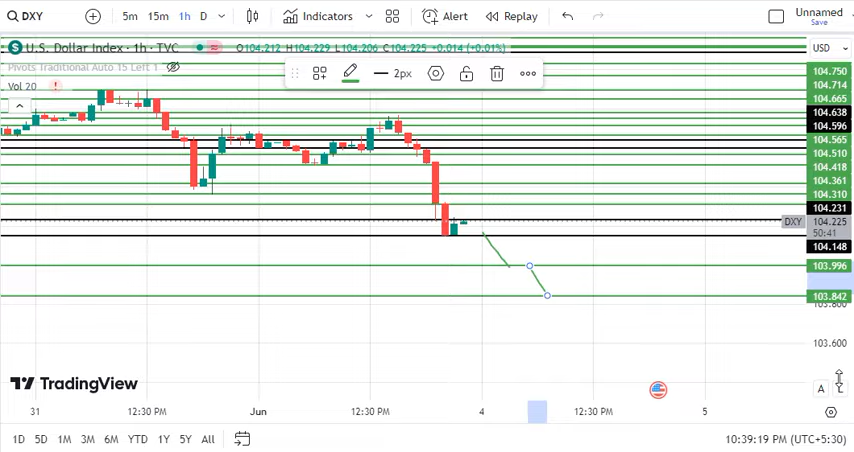 DXY 5m 15m 1h D Indicators Alert Replay Unnamed
Save
U.S. Dollar Index · 1h · TVC O104.212 H104.229 L104.206 C104.225 +0.014 (+0.01%) USD
Pivots Traditional Auto 15 Left 1
2px
Vol 20
104.750
104.714
104.665
104.638
104.596
104.565
104.510
104.418
104.361
104.310
104.231
DXY 104.225
50:41
104.148
103.996
103.842
103.800
103.600
TradingView
A L
31 12:30 PM Jun 12:30 PM 4 12:30 PM 5
1D 5D 1M 3M 6M YTD 1Y 5Y All 10:39:19 PM (UTC+5:30)